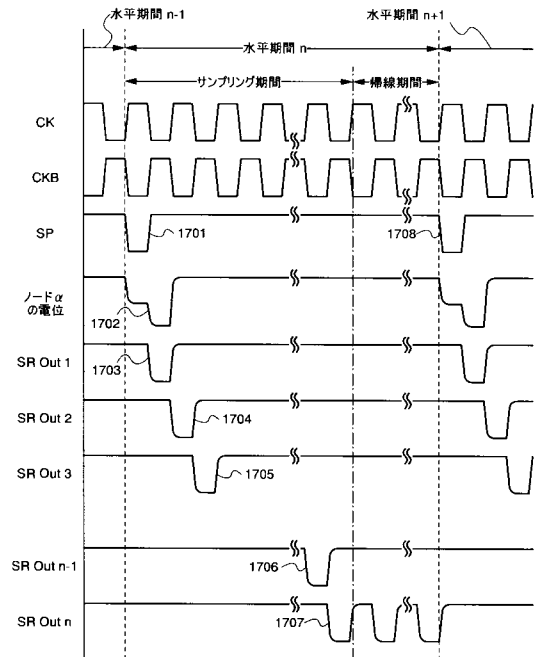 水平期間 n-1
水平期間 n+1
水平期間 n
サンプリング期間
帰線期間
CK
CKB
SP
1701
1708
ノードα
の電位
1702
SR Out 1
1703
SR Out 2
1704
SR Out 3
1705
SR Out n-1
1706
SR Out n
1707